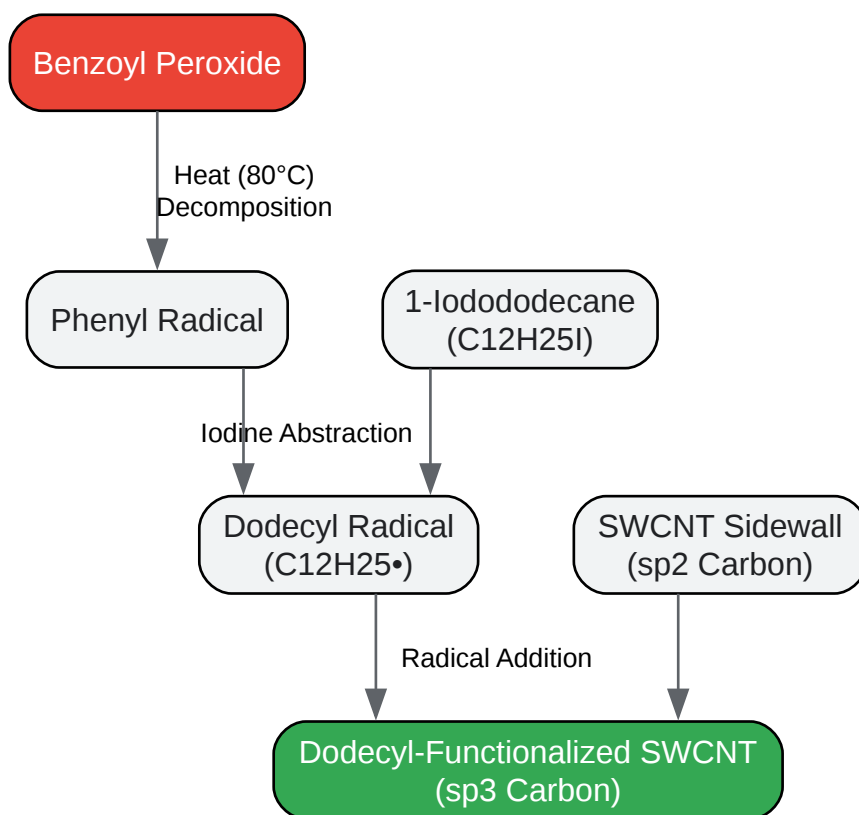 Benzoyl Peroxide
Heat (80°C)
Decomposition
Phenyl Radical
1-Iodododecane
(C12H25I)
Iodine Abstraction
Dodecyl Radical
(C12H25•)
SWCNT Sidewall
(sp2 Carbon)
Radical Addition
Dodecyl-Functionalized SWCNT
(sp3 Carbon)